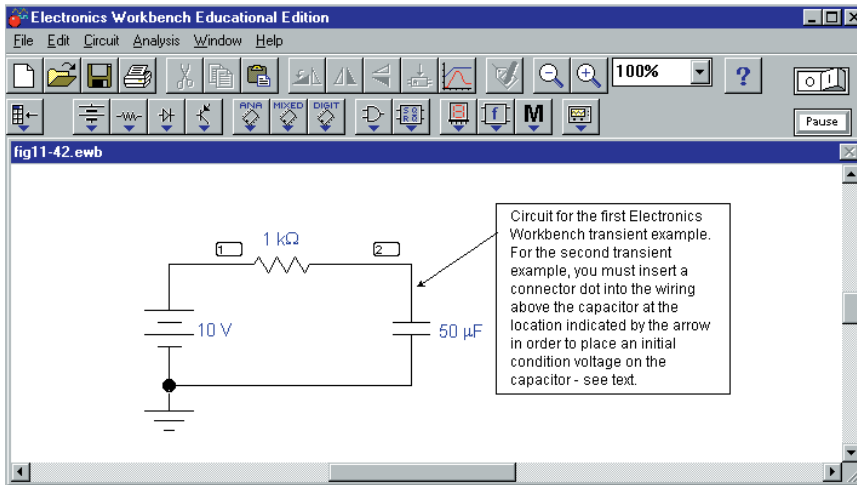 Electronics Workbench Educational Edition
File Edit Circuit Analysis Window Help
100%
?
ANA
MIXED
DIGIT
f
M
Pause
fig11-42.ewb
1
1 kΩ
2
10 V
50 μF
Circuit for the first Electronics
Workbench transient example.
For the second transient
example, you must insert a
connector dot into the wiring
above the capacitor at the
location indicated by the arrow
in order to place an initial
condition voltage on the
capacitor - see text.